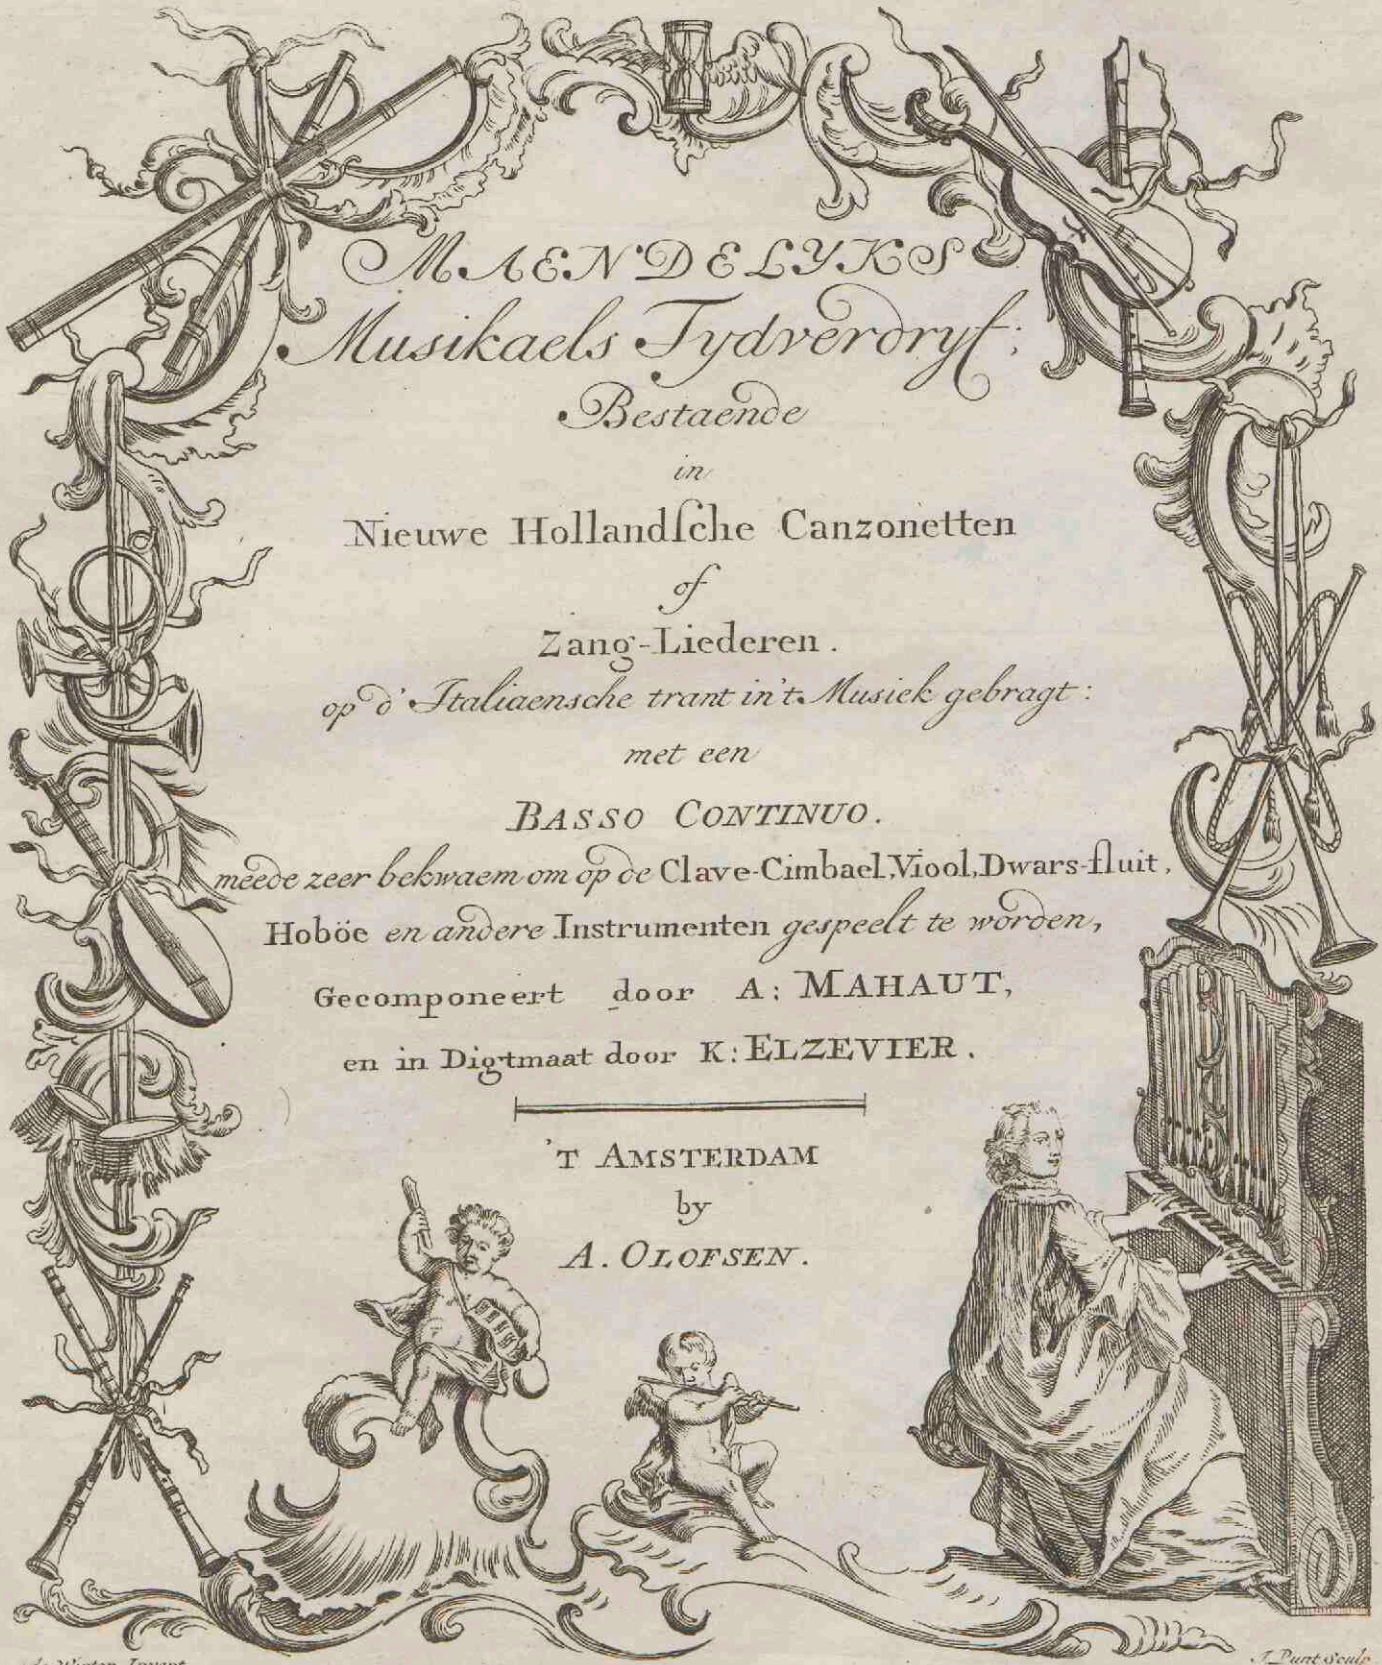 MAENDELYKS
Musikaels Tydverdryf;
Bestaende
in
Nieuwe Hollandſche Canzonetten
of
Zang-Liederen.
op d' Italiaensche trant in't Musiek gebragt:
met een
BASSO CONTINUO.
meede zeer bekwaem om op de Clave-Cimbael, Viool, Dwars-fluit,
Hoböe en andere Instrumenten gespeelt te worden,
Gecomponeert door A: MAHAUT,
en in Digtmaat door K: ELZEVIER.
'T AMSTERDAM
by
A. OLOFSEN.
J. Punt Sculp.